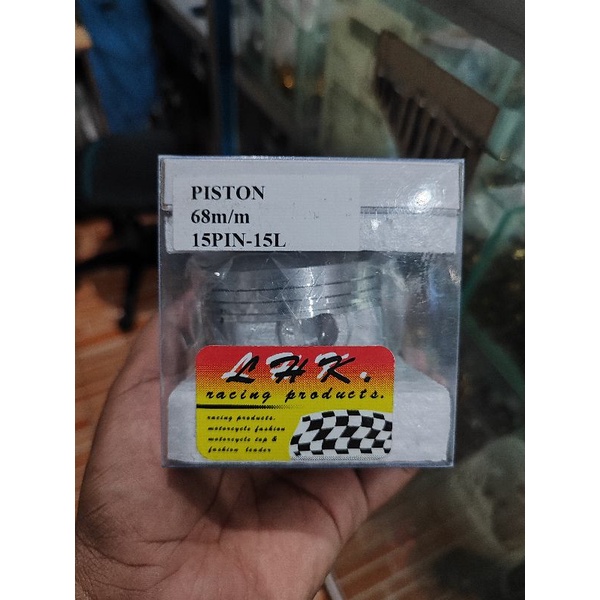 PISTON
68m/m
15PIN-15L
LHK.
racing products.
racing products.
motorcycle fashion
motorcycle top &
fashion leader